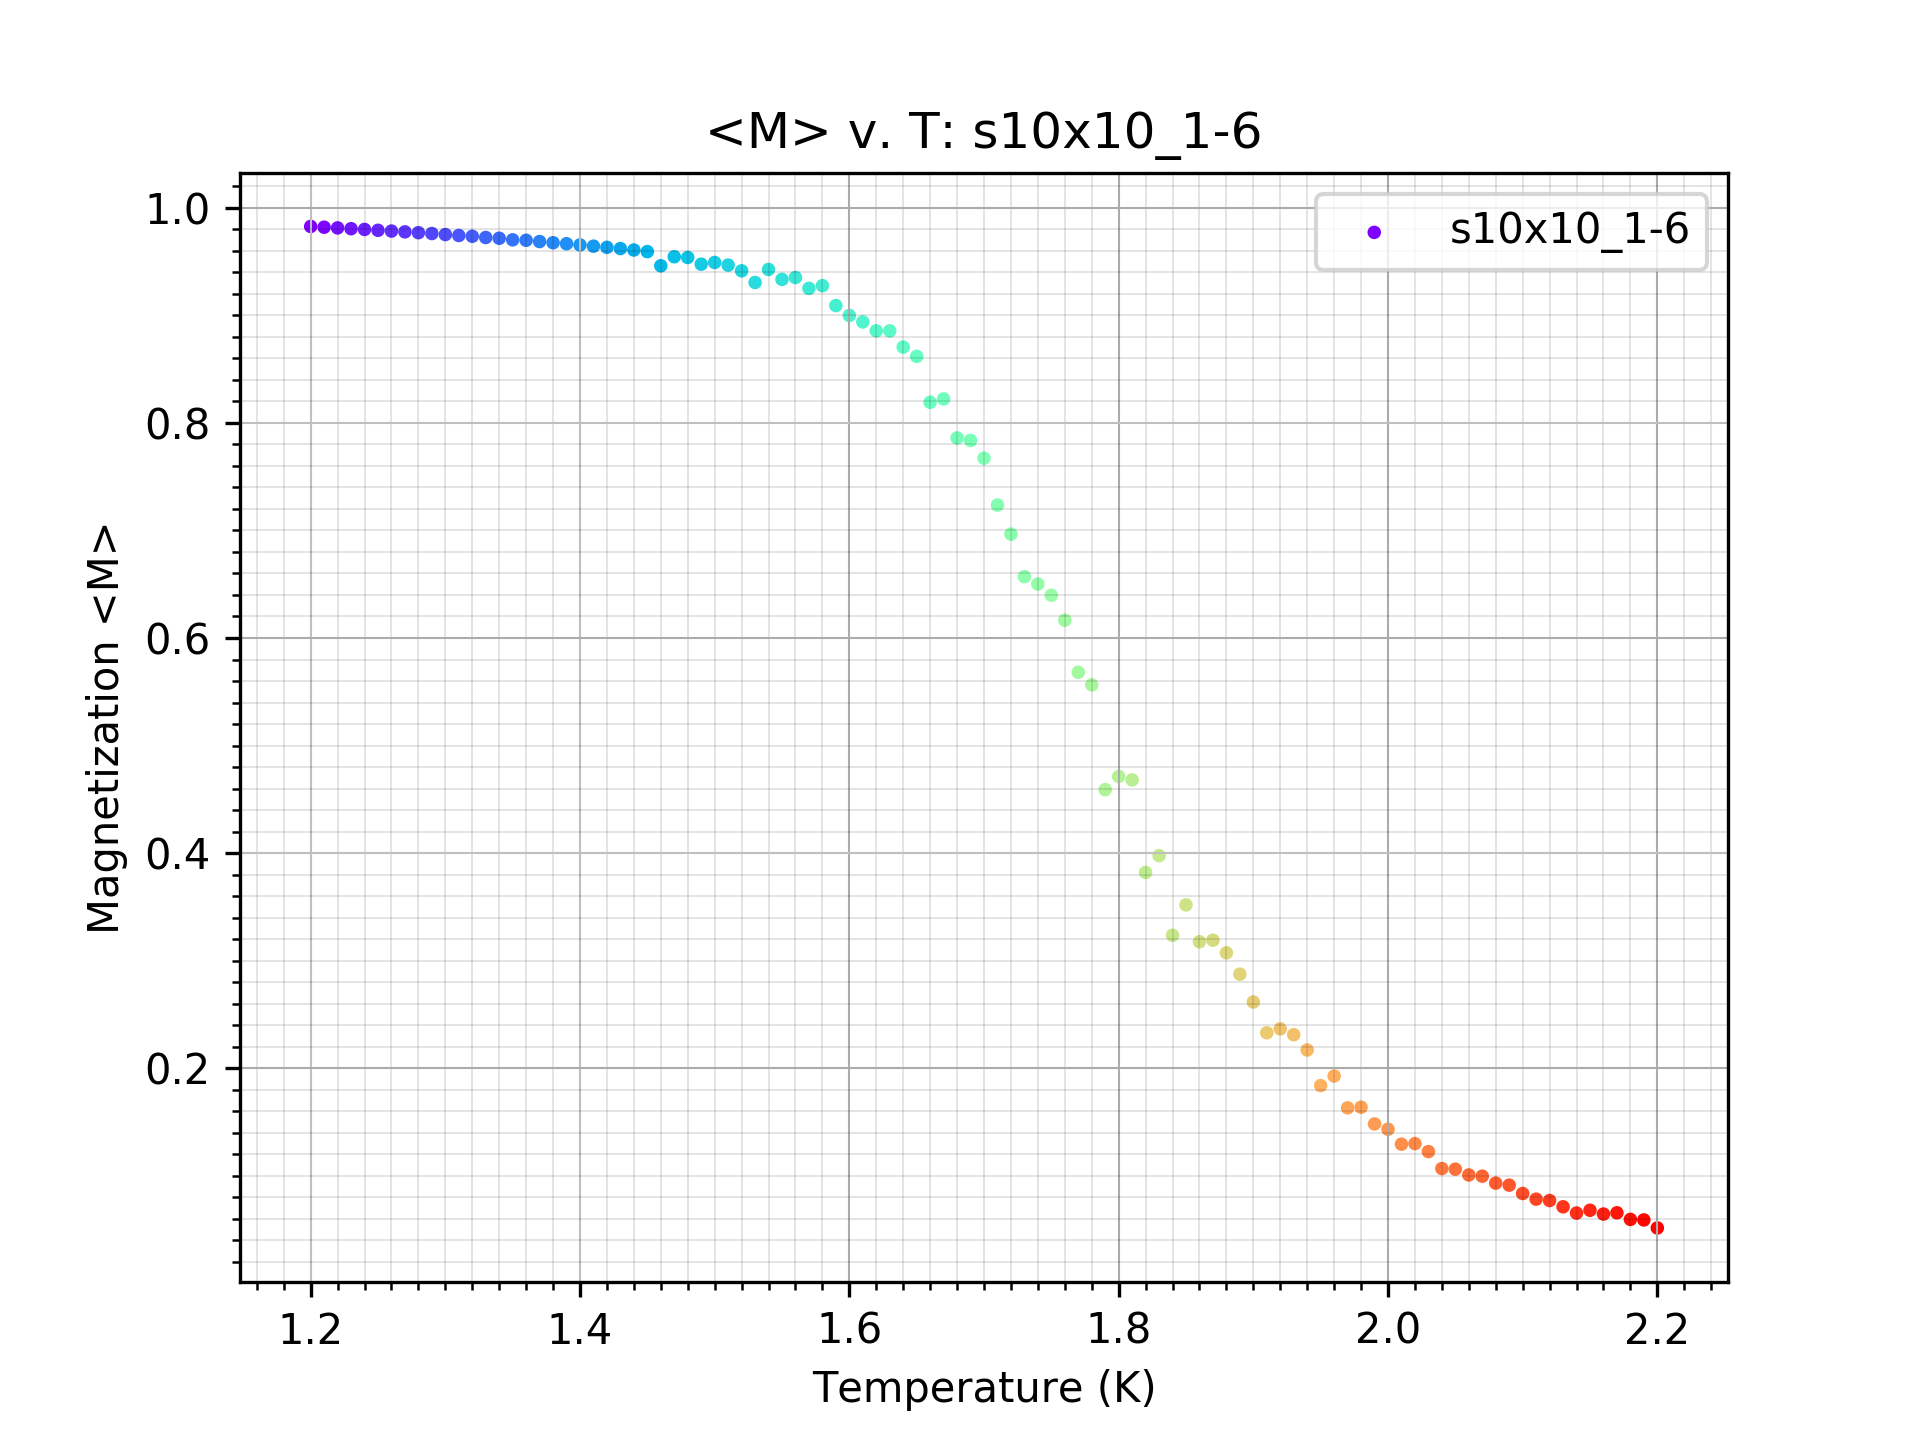 <M> v. T: s10x10_1-6
s10x10_1-6
Magnetization <M>
1.0
0.8
0.6
0.4
0.2
1.2 1.4 1.6 1.8 2.0 2.2
Temperature (K)